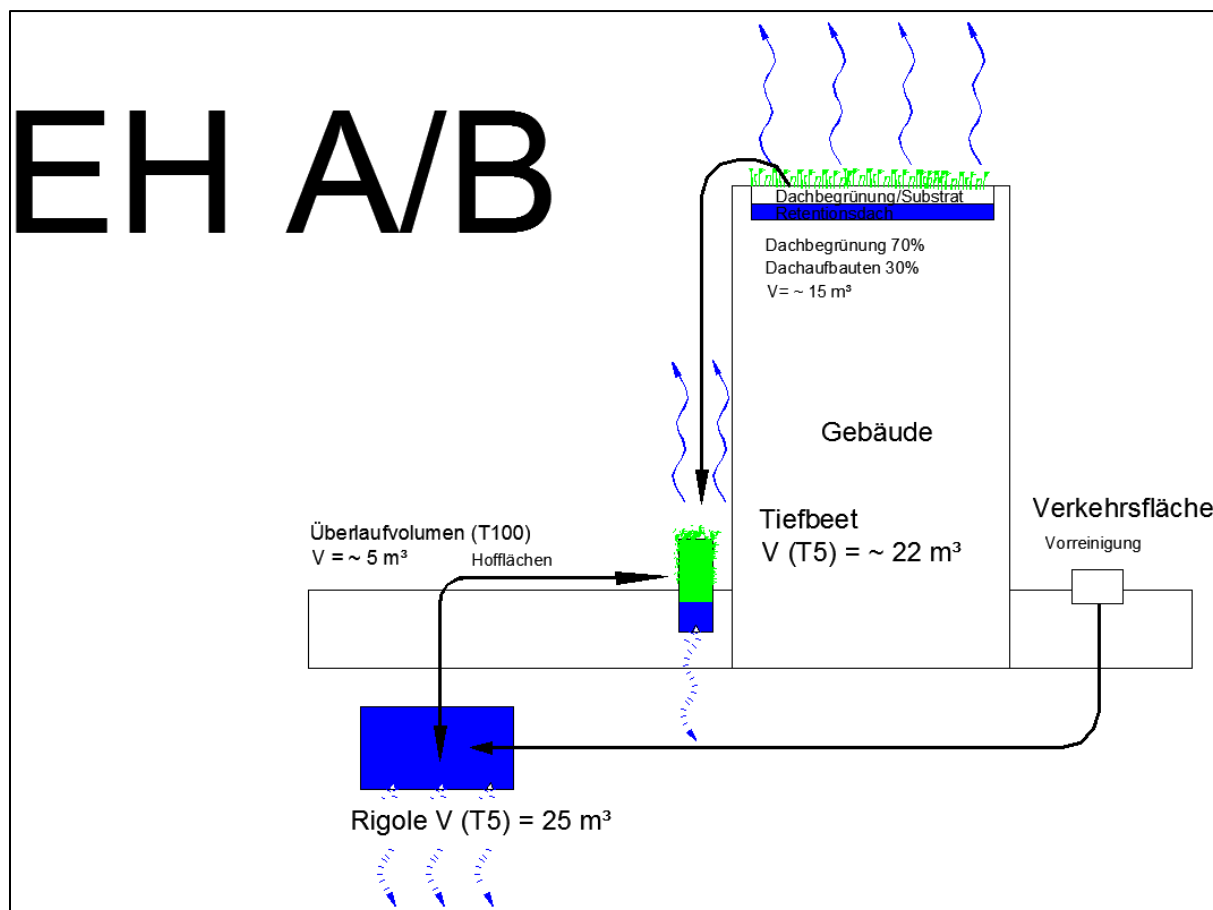 EH A/B
Dachbegrünung/Substrat
Retentionsdach
Dachbegrünung 70%
Dachaufbauten 30%
V= ~ 15 m³
Gebäude
Tiefbeet
V (T5) = ~ 22 m³
Verkehrsfläche
Vorreinigung
Überlaufvolumen (T100)
V = ~ 5 m³
Hofflächen
Rigole V (T5) = 25 m³